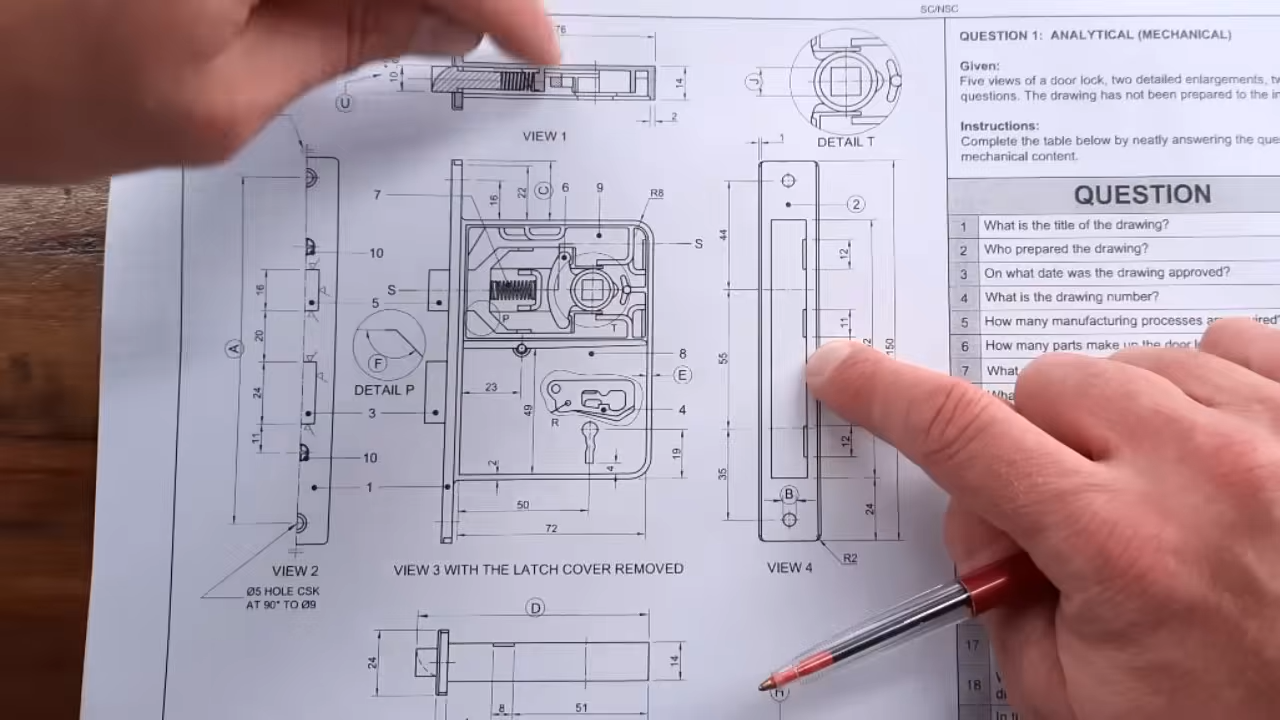 SC/NSC
76
10
14
U
2
VIEW 1
J
DETAIL T
1
7
16
22
C
6
9
R8
2
10
S
44
12
16
5
S
P
T
11
A
20
F
DETAIL P
8
E
55
150
23
24
3
49
R
4
11
10
2
19
4
12
1
50
35
B
24
72
R2
VIEW 2
VIEW 3 WITH THE LATCH COVER REMOVED
VIEW 4
Ø5 HOLE CSK
AT 90° TO Ø9
D
24
14
8
51
H
QUESTION 1: ANALYTICAL (MECHANICAL)
Given:
Five views of a door lock, two detailed enlargements,
questions. The drawing has not been prepared to the
Instructions:
Complete the table below by neatly answering the
mechanical content.
QUESTION
1 What is the title of the drawing?
2 Who prepared the drawing?
3 On what date was the drawing approved?
4 What is the drawing number?
5 How many manufacturing processes
6 How many parts make up the door
7 What
17
18